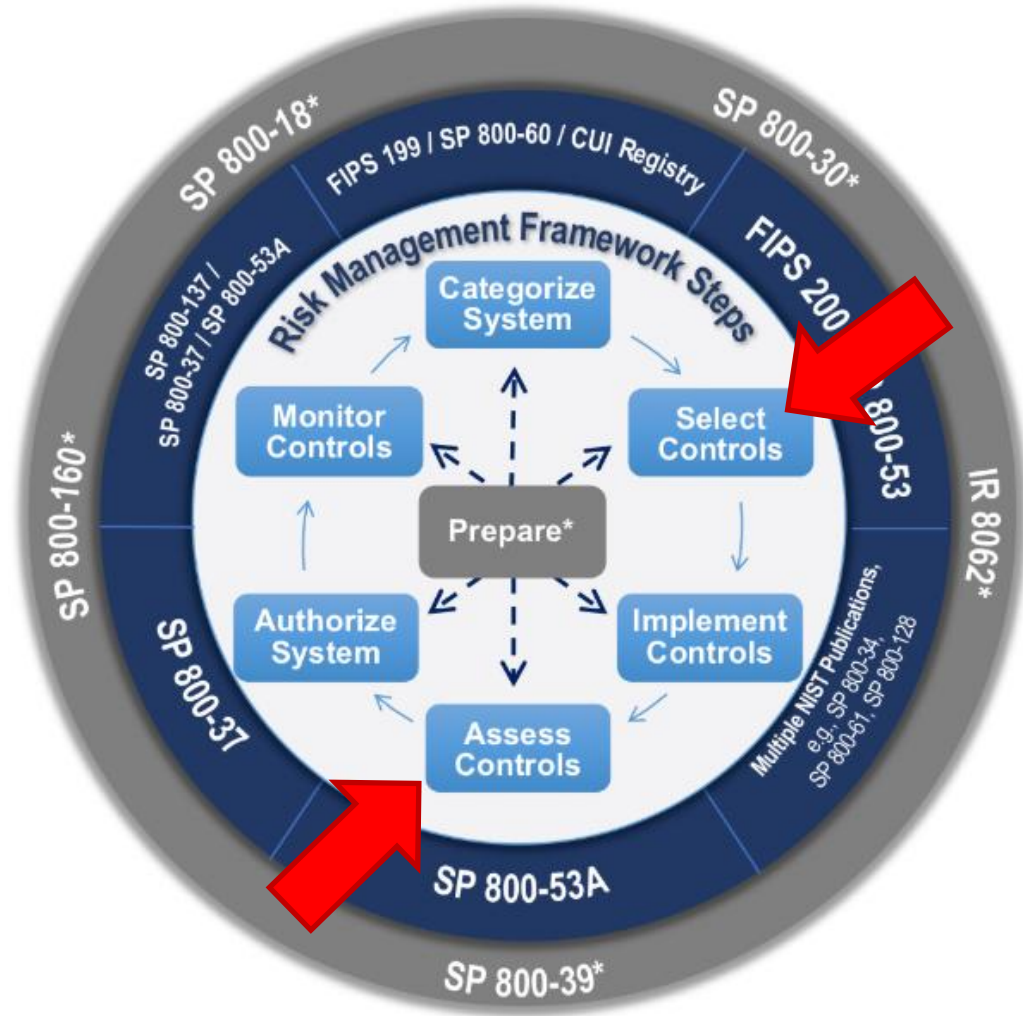 SP 800-18*
SP 800-30*
IR 8062*
SP 800-39*
SP 800-160*
FIPS 199 / SP 800-60 / CUI Registry
FIPS 200
800-53
Multiple NIST Publications,
e.g., SP 800-34,
SP 800-61, SP 800-128
SP 800-53A
SP 800-37
SP 800-137 /
SP 800-37 / SP 800-53A
Risk Management Framework Steps
Categorize
System
Select
Controls
Implement
Controls
Assess
Controls
Authorize
System
Monitor
Controls
Prepare*